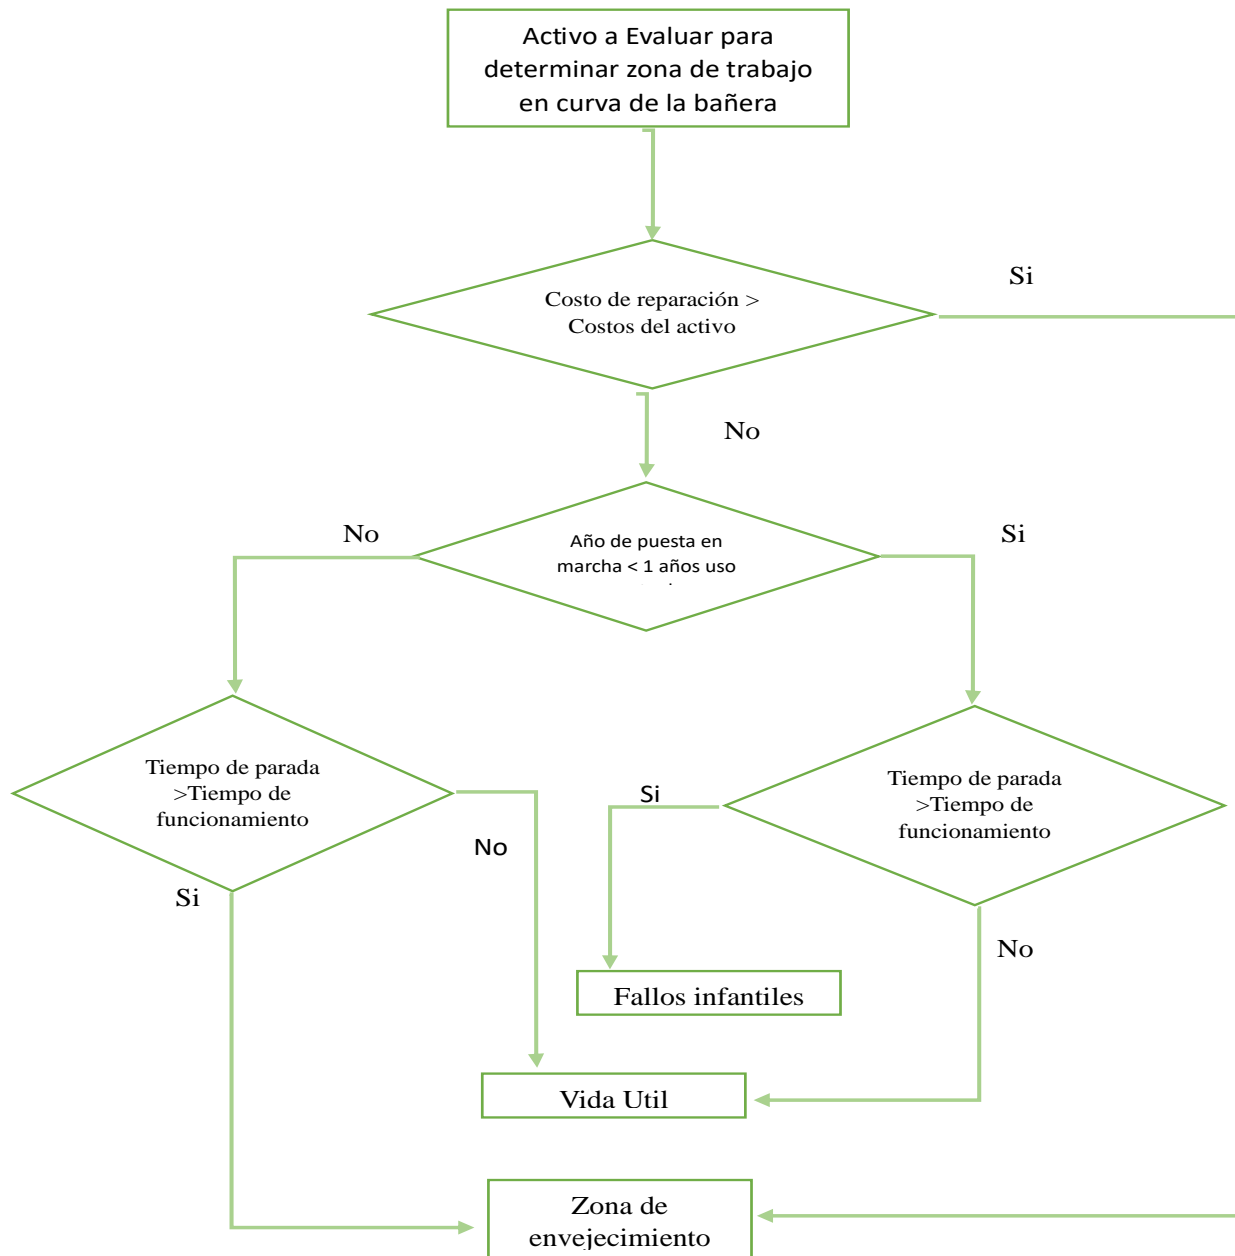 Activo a Evaluar para
determinar zona de trabajo
en curva de la bañera
Costo de reparación >
Costos del activo
Si
No
Año de puesta en
marcha < 1 años uso
No
Si
Tiempo de parada
>Tiempo de
funcionamiento
No
Si
Tiempo de parada
>Tiempo de
funcionamiento
Si
No
Fallos infantiles
Vida Util
Zona de
envejecimiento